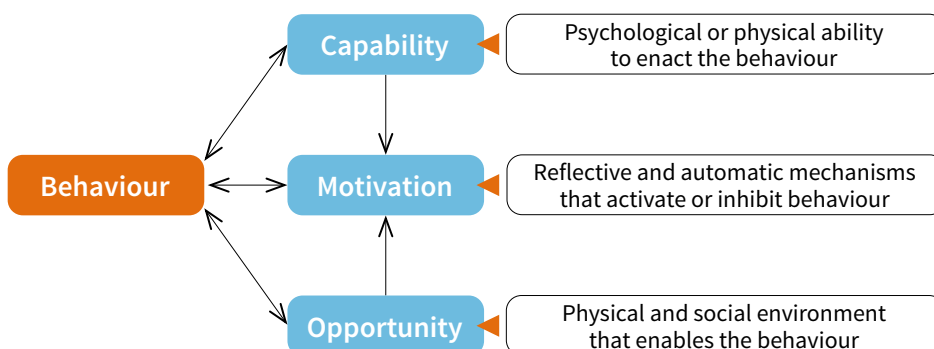 Capability
Psychological or physical ability
to enact the behaviour
Behaviour
Motivation
Reflective and automatic mechanisms
that activate or inhibit behaviour
Opportunity
Physical and social environment
that enables the behaviour